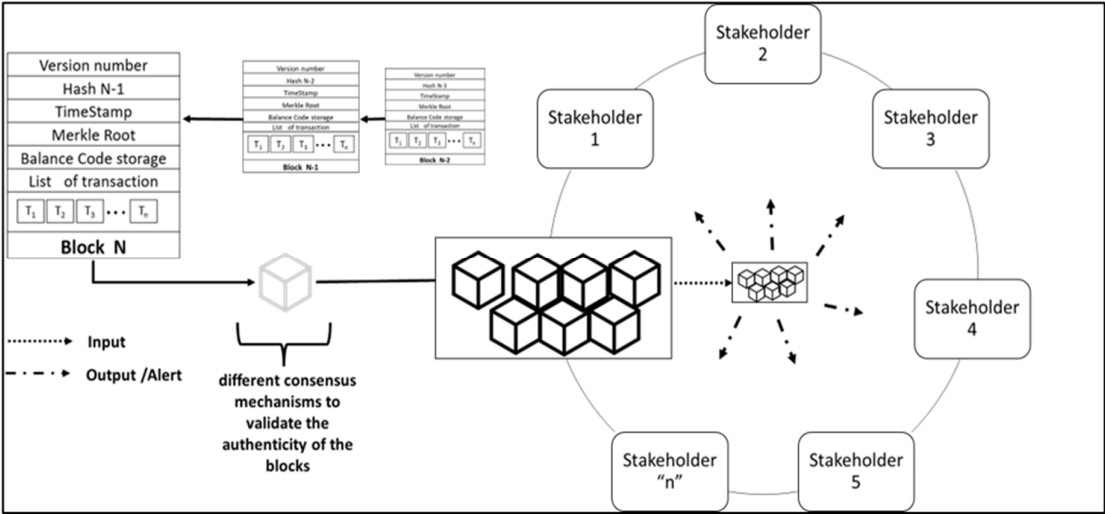 Version number
Hash N-1
TimeStamp
Merkle Root
Balance Code storage
List of transaction
T1 T2 T3 ••• Tn
Block N
Version number
Hash N-2
TimeStamp
Merkle Root
Balance Code storage
List of transaction
T1 T2 T3 ••• Tn
Block N-1
Version number
Hash N-3
TimeStamp
Merkle Root
Balance Code storage
List of transaction
T1 T2 T3 ••• Tn
Block N-2
Input
Output /Alert
different consensus
mechanisms to
validate the
authenticity of the
blocks
Stakeholder
1
Stakeholder
2
Stakeholder
3
Stakeholder
4
Stakeholder
5
Stakeholder
“n”